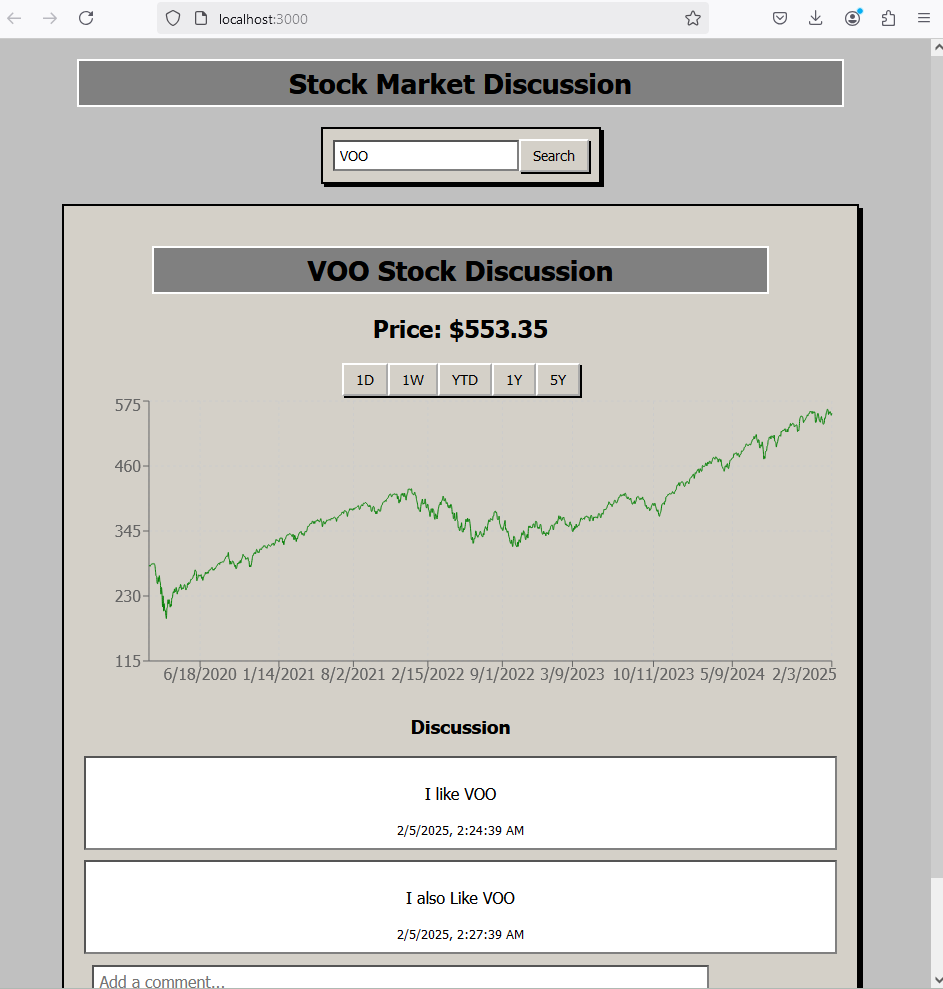 localhost:3000
Stock Market Discussion
VOO Search
VOO Stock Discussion
Price: $553.35
1D 1W YTD 1Y 5Y
575
460
345
230
115
6/18/2020 1/14/2021 8/2/2021 2/15/2022 9/1/2022 3/9/2023 10/11/2023 5/9/2024 2/3/2025
Discussion
I like VOO
2/5/2025, 2:24:39 AM
I also Like VOO
2/5/2025, 2:27:39 AM
Add a comment...